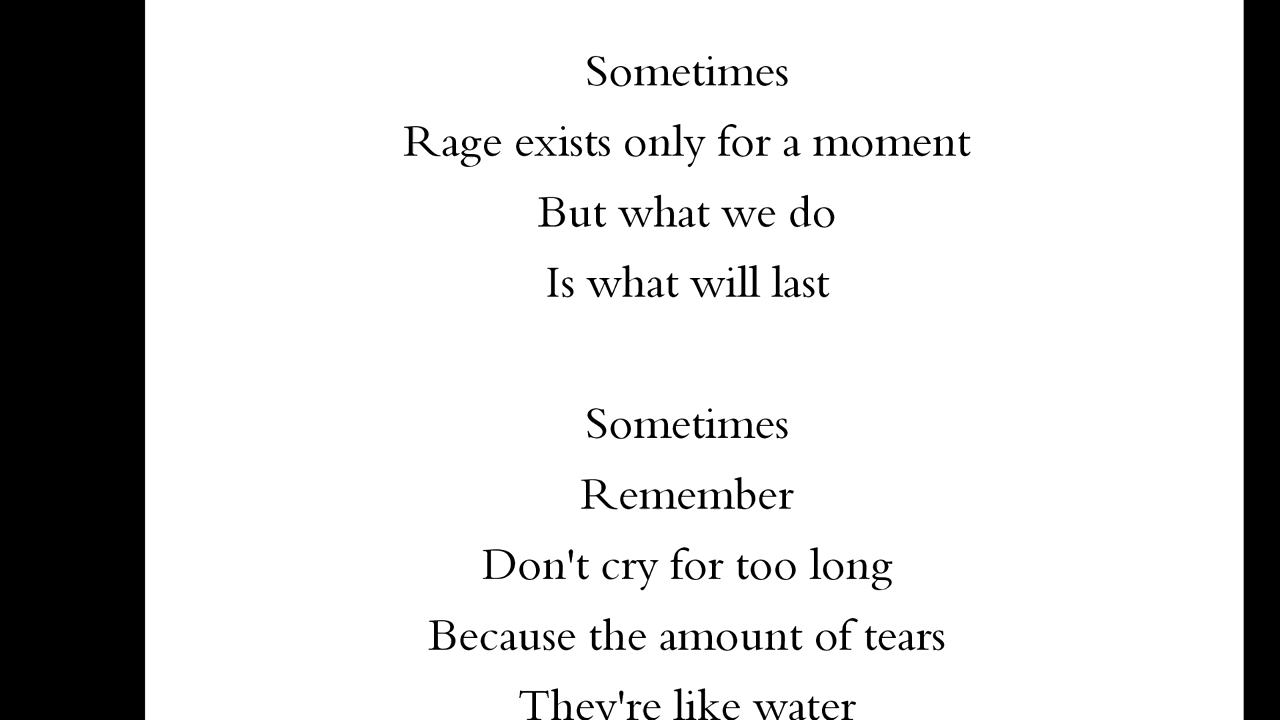 Sometimes
Rage exists only for a moment
But what we do
Is what will last
Sometimes
Remember
Don't cry for too long
Because the amount of tears
They're like water